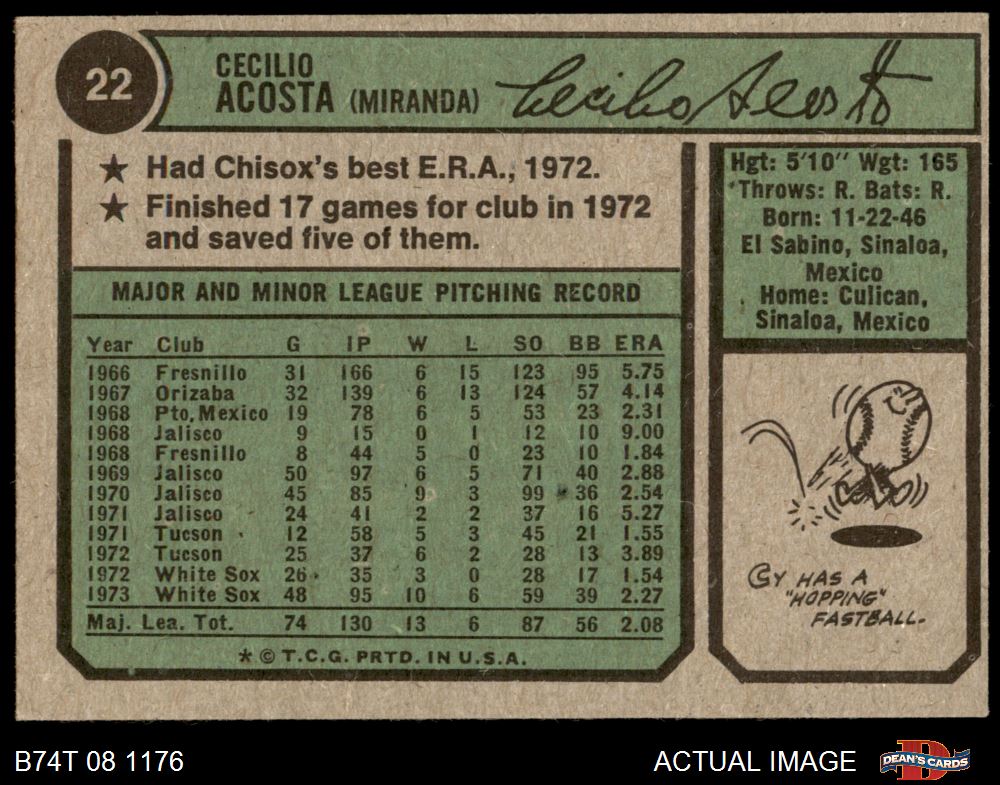 22
CECILIO
ACOSTA (MIRANDA)
Cecilio Acosta
★ Had Chisox's best E.R.A., 1972.
★ Finished 17 games for club in 1972
and saved five of them.
MAJOR AND MINOR LEAGUE PITCHING RECORD
Year Club G IP W L SO BB ERA
1966 Fresnillo 31 166 6 15 123 95 5.75
1967 Orizaba 32 139 6 13 124 57 4.14
1968 Pto. Mexico 19 78 6 5 53 23 2.31
1968 Jalisco 9 15 0 1 12 10 9.00
1968 Fresnillo 8 44 5 0 23 10 1.84
1969 Jalisco 50 97 6 5 71 40 2.88
1970 Jalisco 45 85 9 3 99 36 2.54
1971 Jalisco 24 41 2 2 37 16 5.27
1971 Tucson 12 58 5 3 45 21 1.55
1972 Tucson 25 37 6 2 28 13 3.89
1972 White Sox 26 35 3 0 28 17 1.54
1973 White Sox 48 95 10 6 59 39 2.27
Maj. Lea. Tot. 74 130 13 6 87 56 2.08
* © T.C.G. PRTD. IN U.S.A.
Hgt: 5'10" Wgt: 165
Throws: R. Bats: R.
Born: 11-22-46
El Sabino, Sinaloa,
Mexico
Home: Culican,
Sinaloa, Mexico
CY HAS A
"HOPPING"
FASTBALL.
B74T 08 1176
ACTUAL IMAGE
D
DEAN'S CARDS